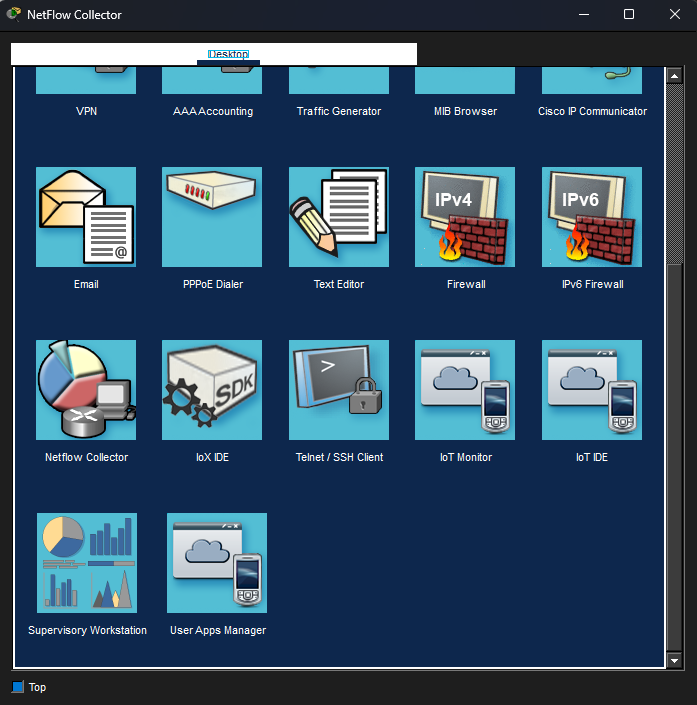 NetFlow Collector
Desktop
VPN
AAA Accounting
Traffic Generator
MIB Browser
Cisco IP Communicator
@
IPv4
IPv6
Email
PPPoE Dialer
Text Editor
Firewall
IPv6 Firewall
SDK
>
Netflow Collector
IoX IDE
Telnet / SSH Client
IoT Monitor
IoT IDE
Supervisory Workstation
User Apps Manager
Top